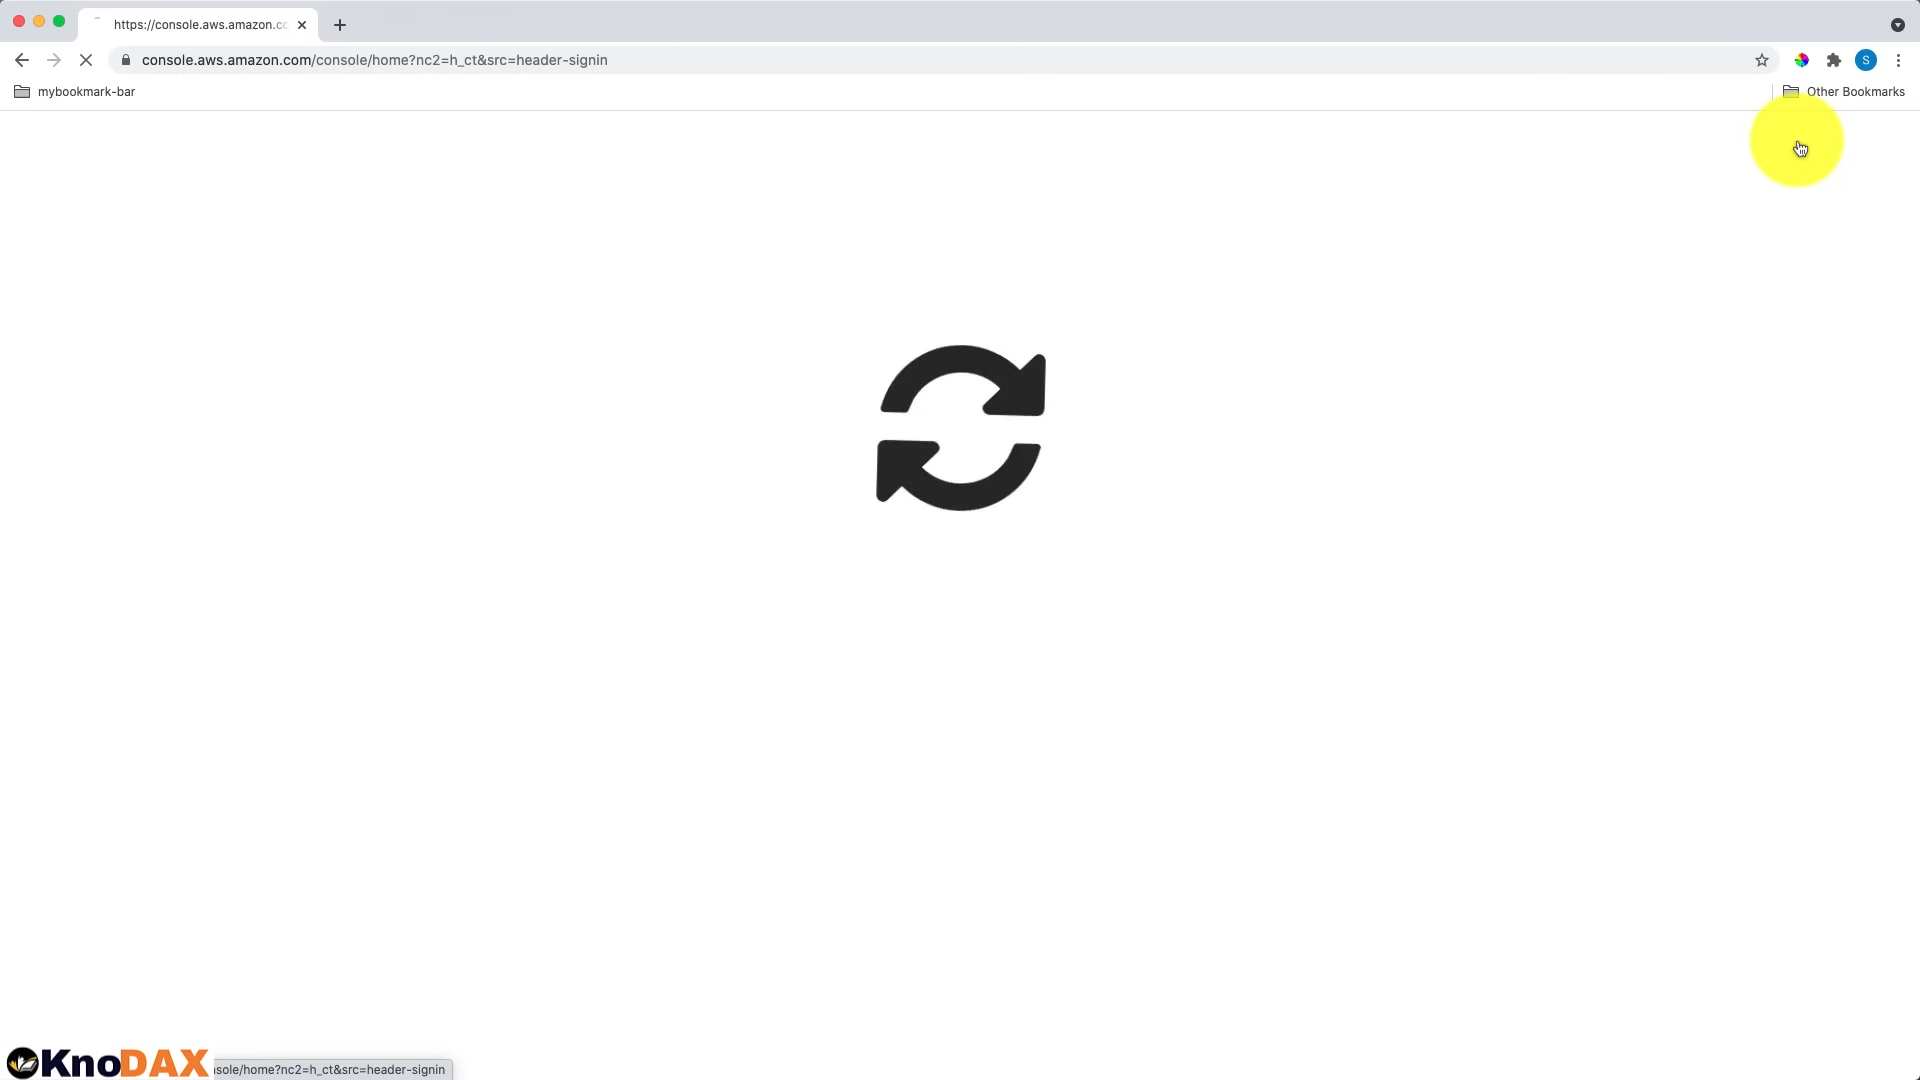 https://console.aws.amazon.co
console.aws.amazon.com/console/home?nc2=h_ct&src=header-signin
S
mybookmark-bar
Other Bookmarks
KnoDAX
sole/home?nc2=h_ct&src=header-signin